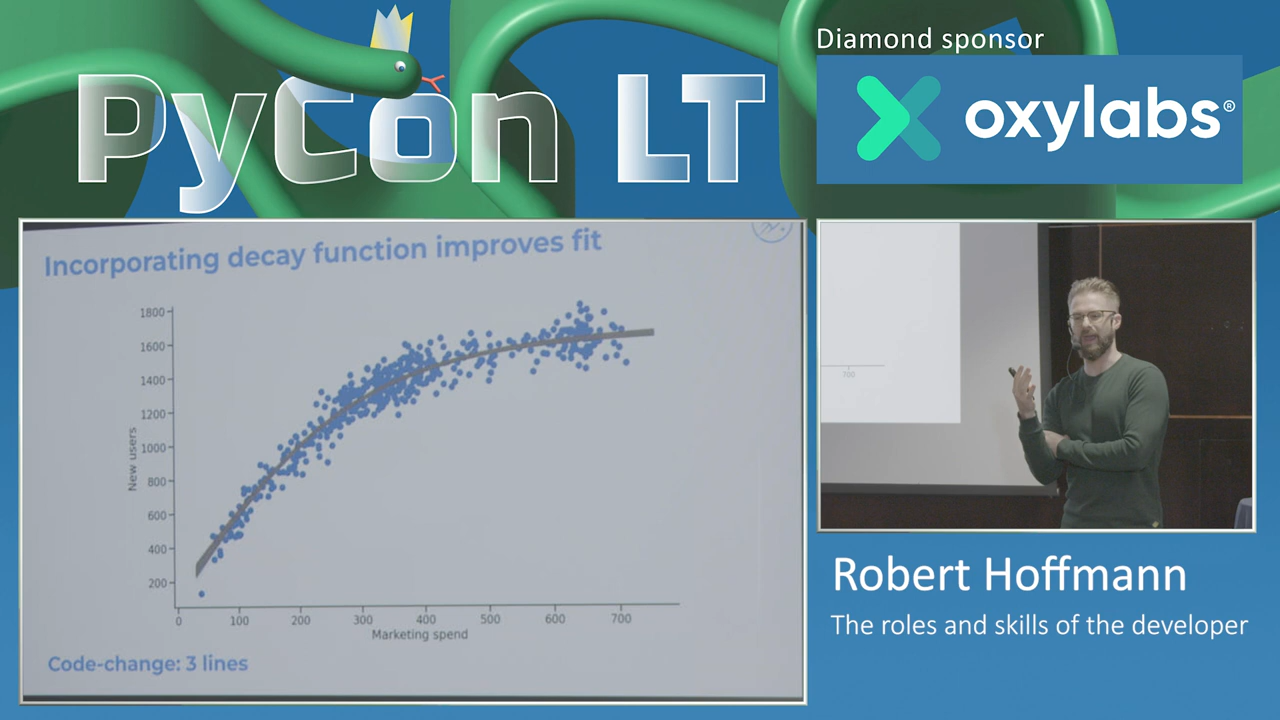 PyCon LT
Diamond sponsor
oxylabs®
Incorporating decay function improves fit
1800
1600
1400
1200
1000
800
600
400
200
New users
0 100 200 300 400 500 600 700
Marketing spend
Code-change: 3 lines
700
Robert Hoffmann
The roles and skills of the developer